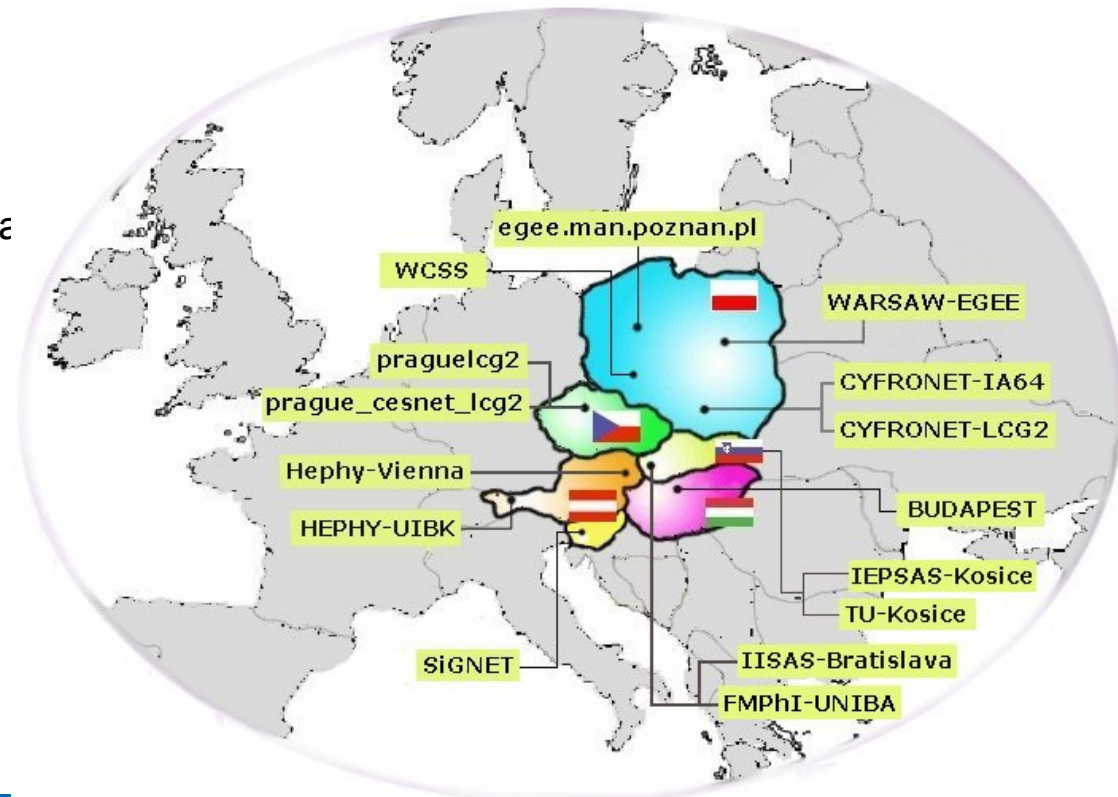 a
egee.man.poznan.pl
WCSS
WARSAW-EGEE
praguelcg2
CYFRONET-IA64
prague_cesnet_lcg2
CYFRONET-LCG2
Hephy-Vienna
BUDAPEST
HEPHY-UIBK
IEPSAS-Kosice
TU-Kosice
SiGNET
IISAS-Bratislava
FMPhI-UNIBA